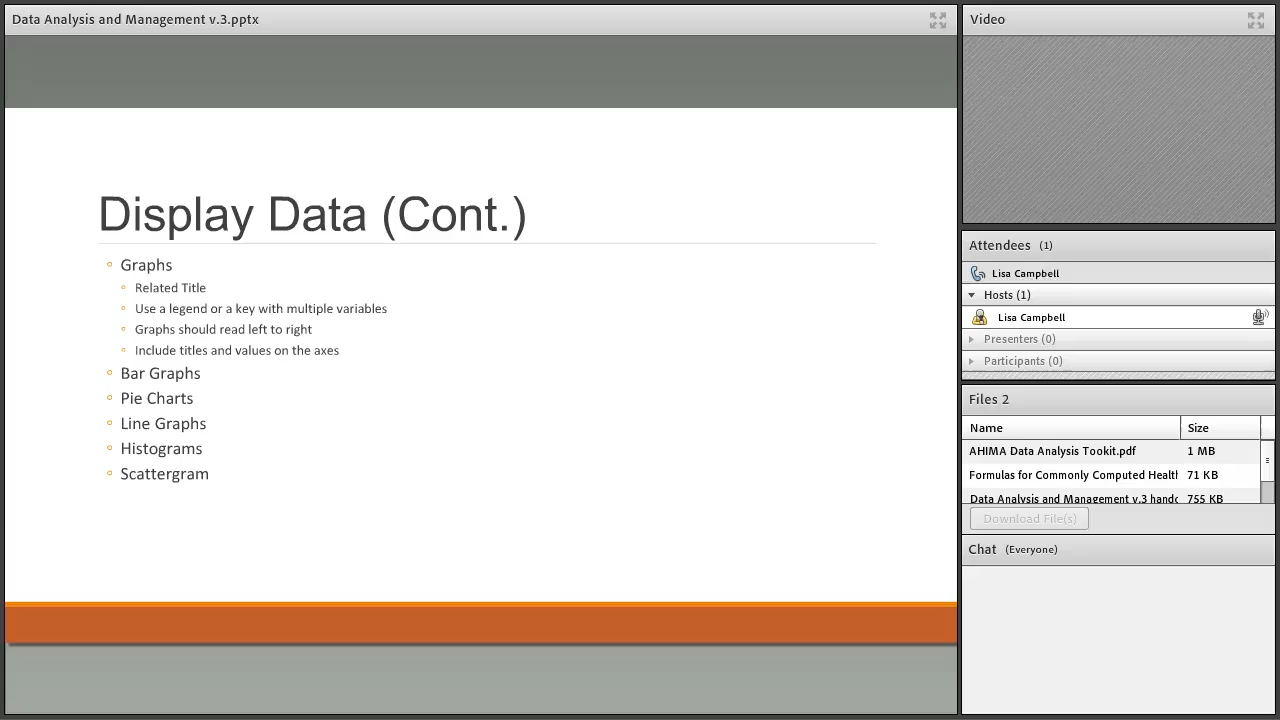 Data Analysis and Management v.3.pptx
Display Data (Cont.)
Graphs
Related Title
Use a legend or a key with multiple variables
Graphs should read left to right
Include titles and values on the axes
Bar Graphs
Pie Charts
Line Graphs
Histograms
Scattergram
Video
Attendees (1)
Lisa Campbell
Hosts (1)
Lisa Campbell
Presenters (0)
Participants (0)
Files 2
Name Size
AHIMA Data Analysis Tookit.pdf 1 MB
Formulas for Commonly Computed Healt 71 KB
Data Analysis and Management v.3 handc 755 KB
Download File(s)
Chat (Everyone)